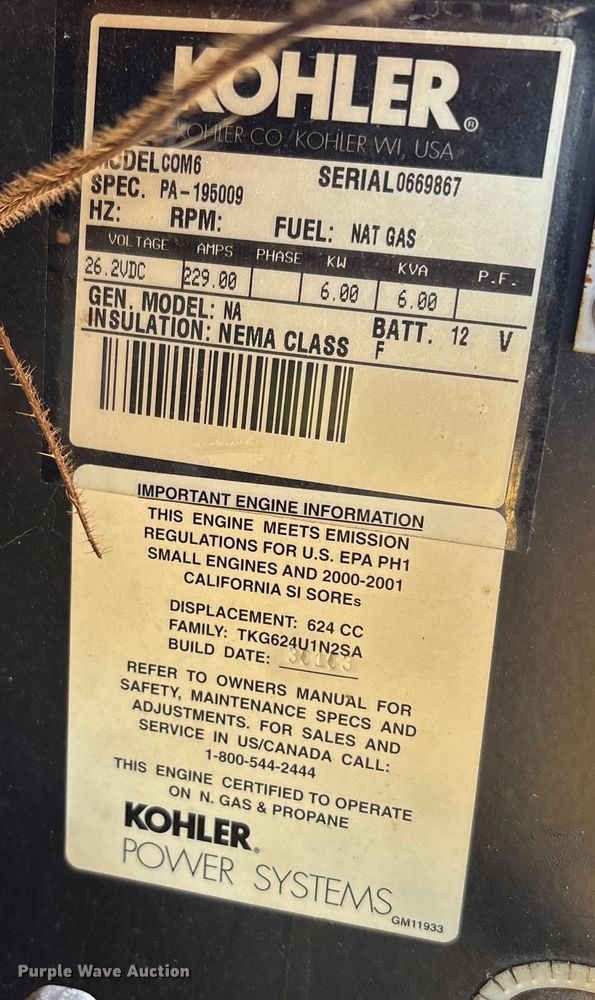 KOHLER®
KOHLER CO. KOHLER WI, USA
MODEL COM6 SERIAL 0669867
SPEC. PA-195009
HZ: RPM: FUEL: NAT GAS
VOLTAGE AMPS PHASE KW KVA P.F.
26.2VDC 229.00 6.00 6.00
GEN. MODEL: NA BATT. 12 V
INSULATION: NEMA CLASS F
IMPORTANT ENGINE INFORMATION
THIS ENGINE MEETS EMISSION
REGULATIONS FOR U.S. EPA PH1
SMALL ENGINES AND 2000-2001
CALIFORNIA SI SOREs
DISPLACEMENT: 624 CC
FAMILY: TKG624U1N2SA
BUILD DATE:
REFER TO OWNERS MANUAL FOR
SAFETY, MAINTENANCE SPECS AND
ADJUSTMENTS. FOR SALES AND
SERVICE IN US/CANADA CALL:
1-800-544-2444
THIS ENGINE CERTIFIED TO OPERATE
ON N. GAS & PROPANE
KOHLER®
POWER SYSTEMS
GM11933
Purple Wave Auction